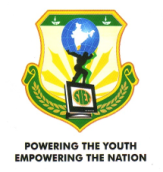 POWERING THE YOUTH
EMPOWERING THE NATION